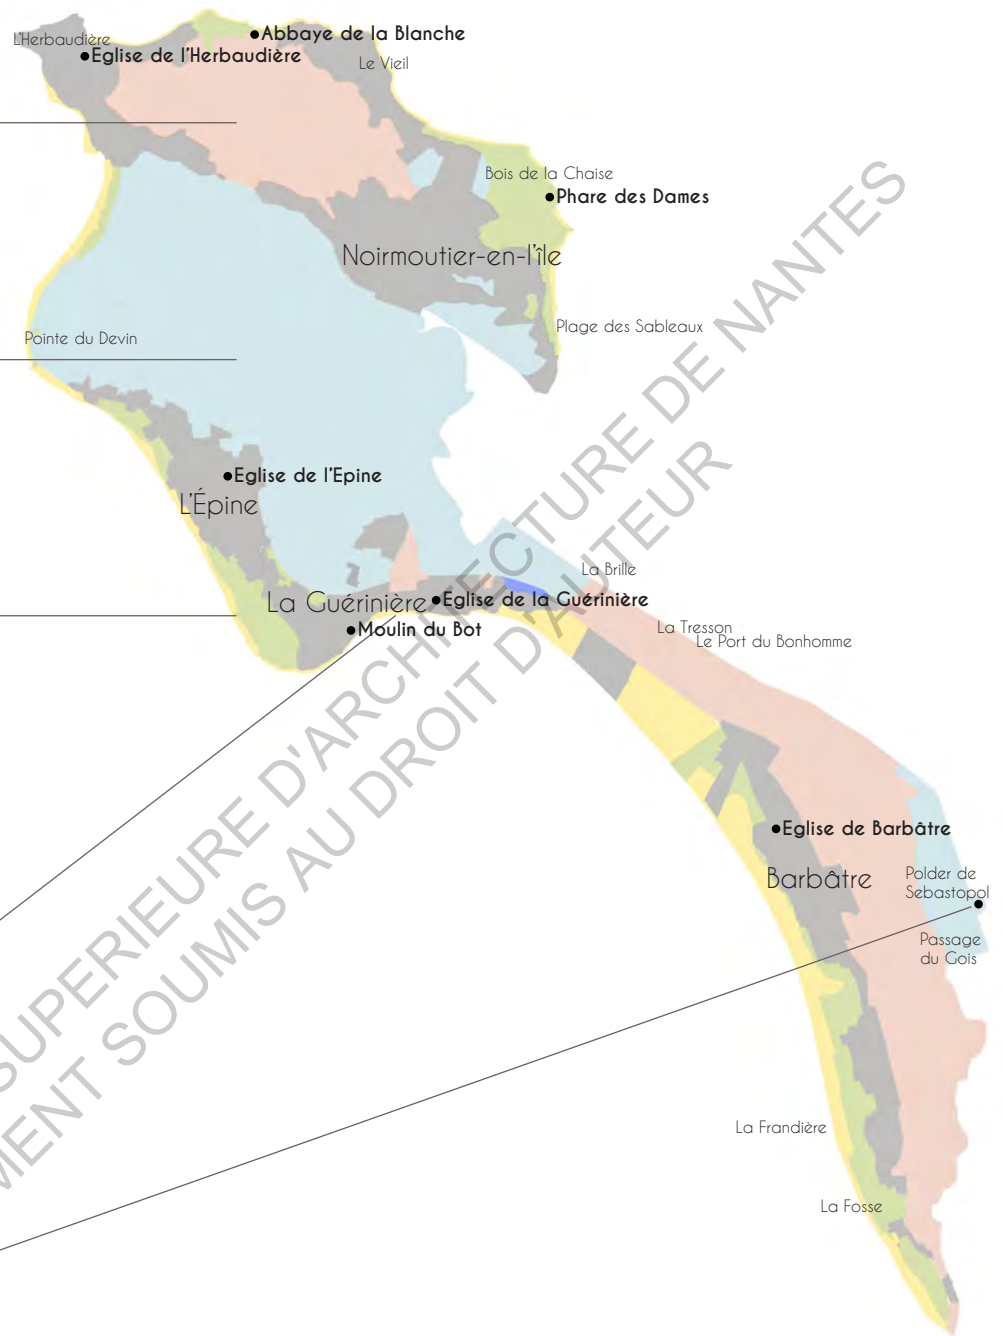 L'Herbaudière
Eglise de l'Herbaudière
Abbaye de la Blanche
Le Vieil
Bois de la Chaise
Phare des Dames
Noirmoutier-en-l'île
Plage des Sableaux
Pointe du Devin
Eglise de l'Epine
L'Épine
La Brille
La Guérinière
Eglise de la Guérinière
Moulin du Bot
La Tresson
Le Port du Bonhomme
Eglise de Barbâtre
Barbâtre
Polder de
Sebastopol
Passage
du Gois
La Frandière
La Fosse
SUPERIEURE D'ARCHITECTURE DE NANTES
MENT SOUMIS AU DROIT D'AUTEUR